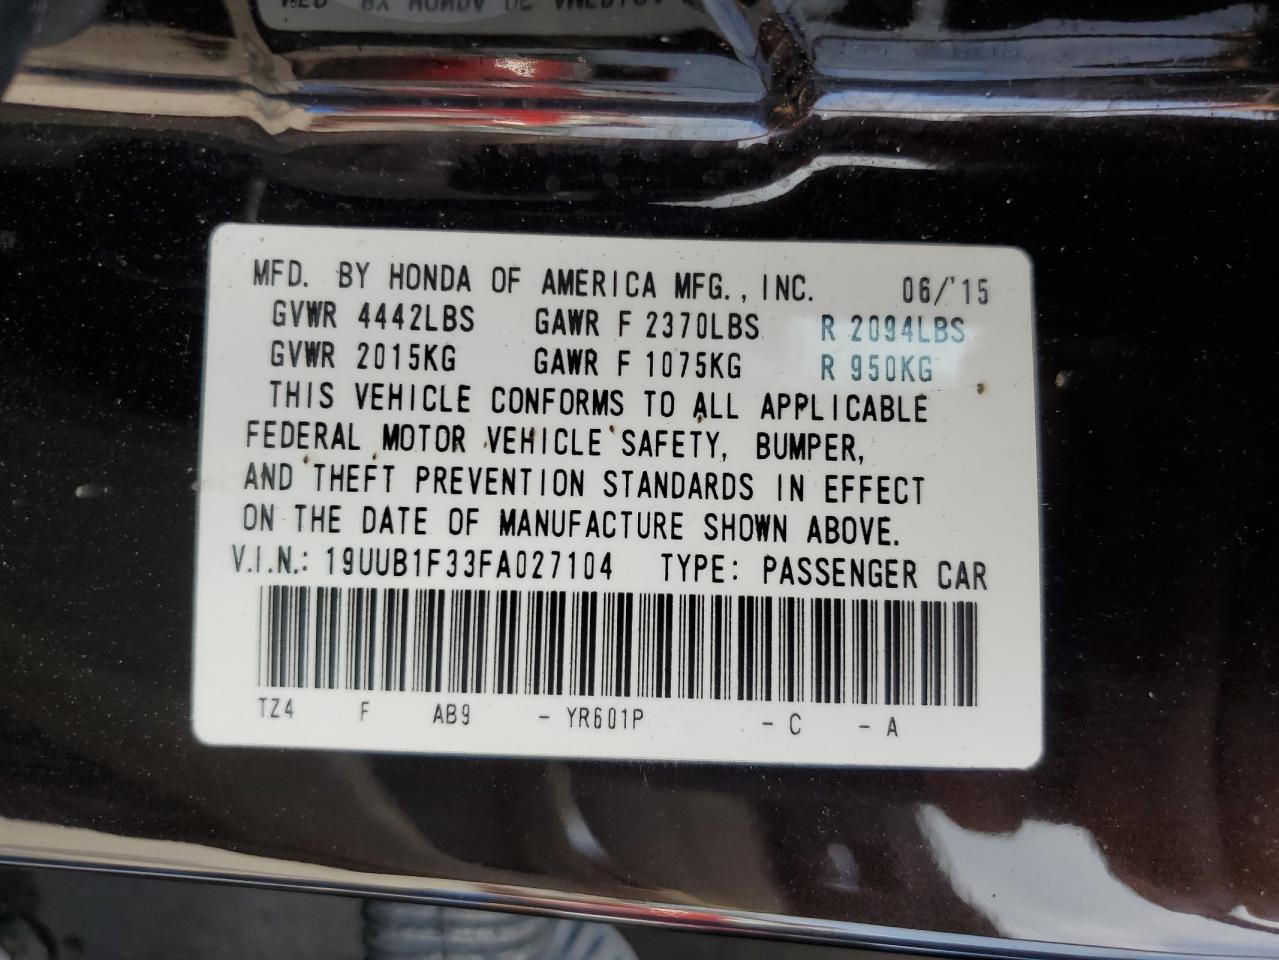 MFD. BY HONDA OF AMERICA MFG., INC. 06/'15
GVWR 4442LBS GAWR F 2370LBS R 2094LBS
GVWR 2015KG GAWR F 1075KG R 950KG
THIS VEHICLE CONFORMS TO ALL APPLICABLE
FEDERAL MOTOR VEHICLE SAFETY, BUMPER,
AND THEFT PREVENTION STANDARDS IN EFFECT
ON THE DATE OF MANUFACTURE SHOWN ABOVE.
V.I.N.: 19UUB1F33FA027104 TYPE: PASSENGER CAR
TZ4 F AB9 - YR601P - C - A